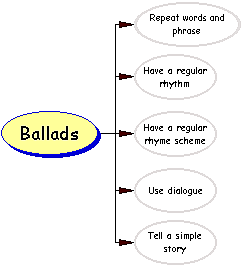 Repeat words and
phrase
Have a regular
rhythm
Ballads
Have a regular
rhyme scheme
Use dialogue
Tell a simple
story